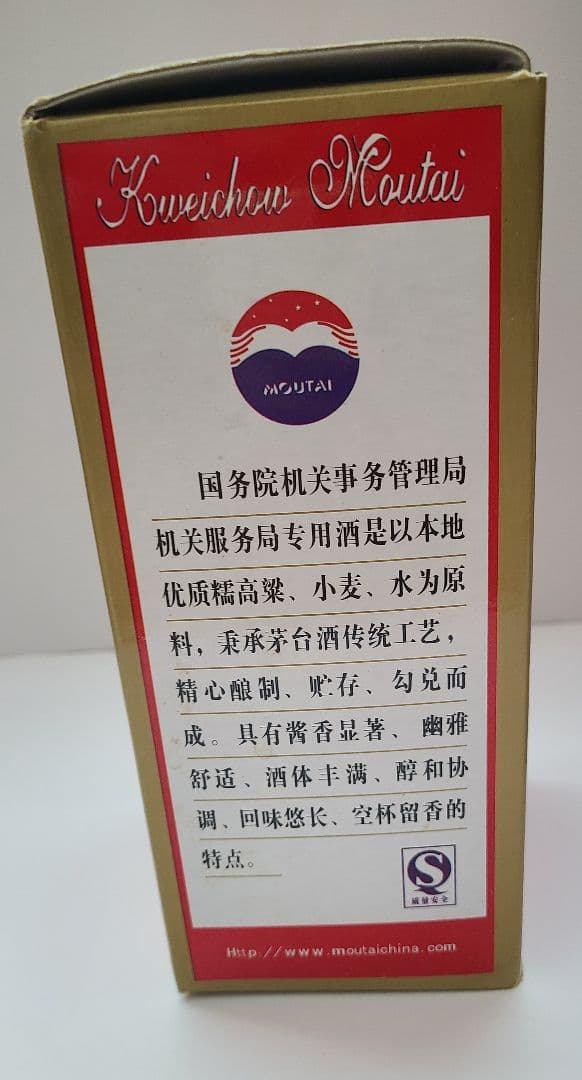 Kweichow Moutai
MOUTAI
国务院机关事务管理局
机关服务局专用酒是以本地
优质糯高粱、小麦、水为原
料，秉承茅台酒传统工艺，
精心酿制、贮存、勾兑而
成。具有酱香显著、幽雅
舒适、酒体丰满、醇和协
调、回味悠长、空杯留香的
特点。
质量安全
Http://www.moutaichina.com